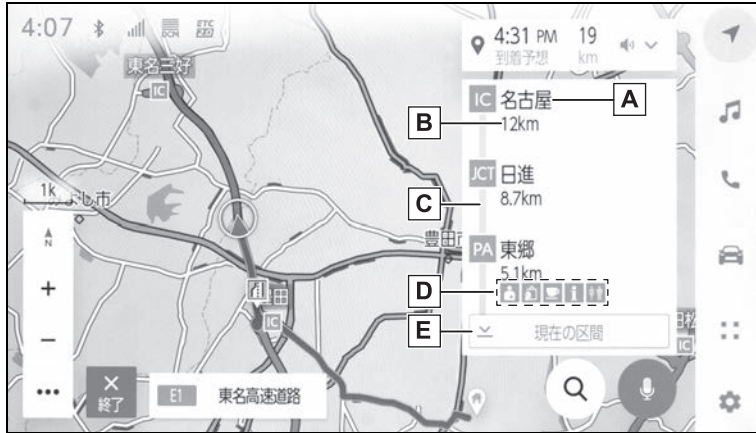 4:07
DCM
ETC
4:31 PM 19
到着予想 km
東名三好
IC
IC 名古屋
A
B
12km
JCT 日進
C
8.7km
PA 東郷
5.1km
D
E
現在の区間
1k
よし市
N
豊田
IC
IC
+
−
•••
×
終了
E1 東名高速道路